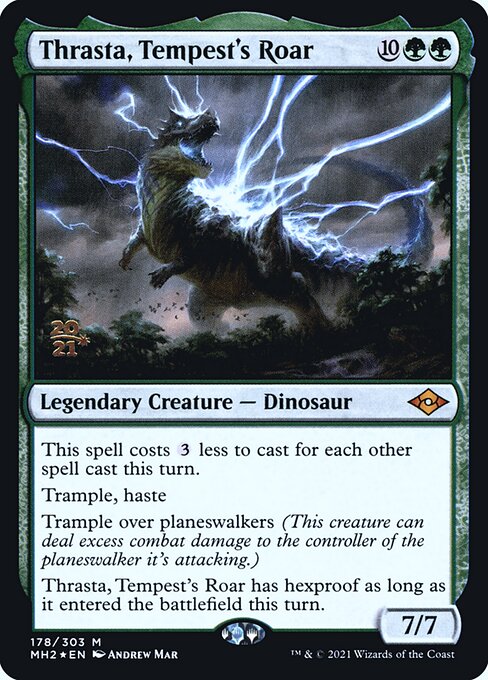 Thrasta, Tempest's Roar 10
20
21
Legendary Creature — Dinosaur
This spell costs 3 less to cast for each other
spell cast this turn.
Trample, haste
Trample over planeswalkers (This creature can
deal excess combat damage to the controller of the
planeswalker it's attacking.)
Thrasta, Tempest's Roar has hexproof as long as
it entered the battlefield this turn.
7/7
178/303 M
MH2★EN Andrew Mar
™ & © 2021 Wizards of the Coast